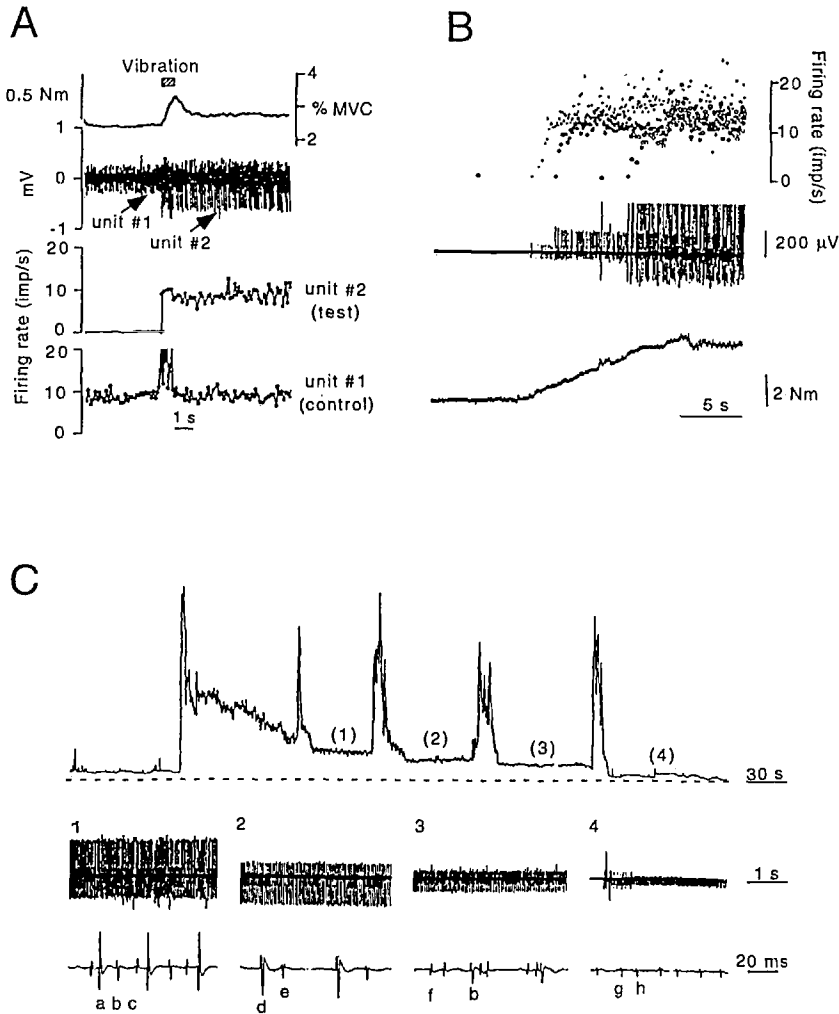 A
Vibration
0.5 Nm
4
% MVC
2
1
mV
0
-1
unit #1
unit #2
20
10
0
unit #2
(test)
Firing rate (imp/s)
20
10
0
unit #1
(control)
1 s
B
20
10
0
Firing rate (imp/s)
200 µV
2 Nm
5 s
C
(1)
(2)
(3)
(4)
30 s
1
2
3
4
1 s
20 ms
a b c
d
e
f
b
g
h